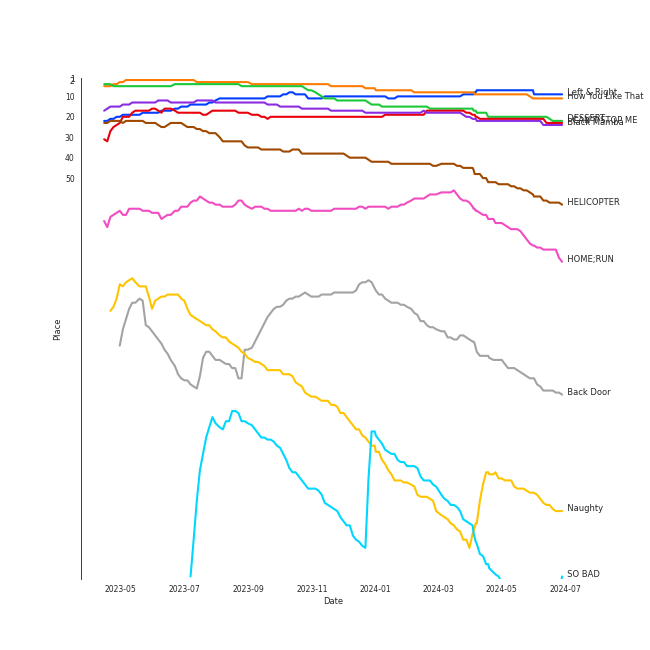 1
2
10
20
30
40
50
Place
Left & Right
How You Like That
DESSERT
Black Mamba
HELICOPTER
HOME;RUN
Back Door
Naughty
SO BAD
2023-05
2023-07
2023-09
2023-11
2024-01
2024-03
2024-05
2024-07
Date